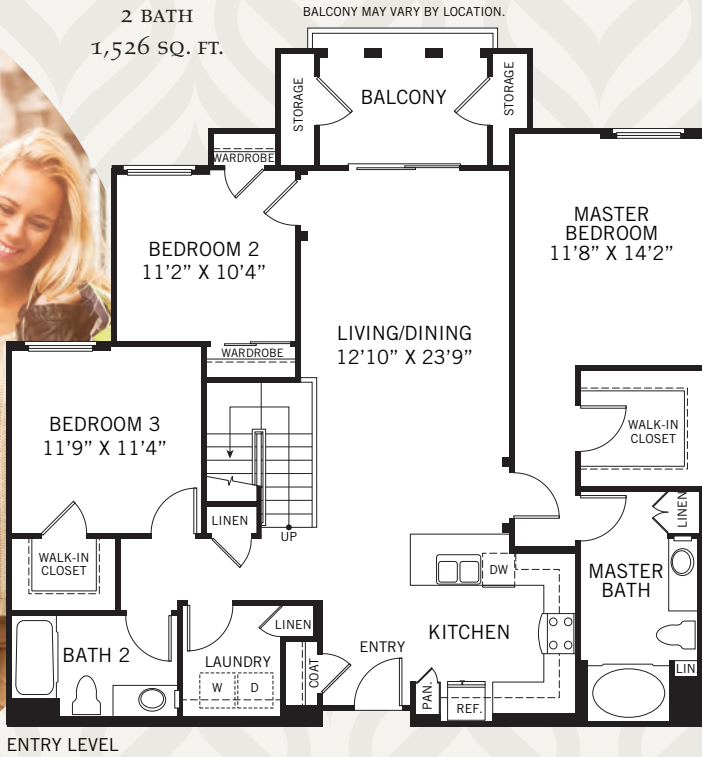 2 BATH
1,526 SQ. FT.
BALCONY MAY VARY BY LOCATION.
STORAGE
BALCONY
STORAGE
WARDROBE
BEDROOM 2
11'2” X 10'4”
MASTER
BEDROOM
11'8” X 14'2”
LIVING/DINING
12'10” X 23'9”
WARDROBE
BEDROOM 3
11'9” X 11'4”
WALK-IN
CLOSET
LINEN
LINEN
UP
WALK-IN
CLOSET
DW
MASTER
BATH
LINEN
KITCHEN
BATH 2
LAUNDRY
ENTRY
COAT
W
D
PAN.
REF.
LIN
ENTRY LEVEL